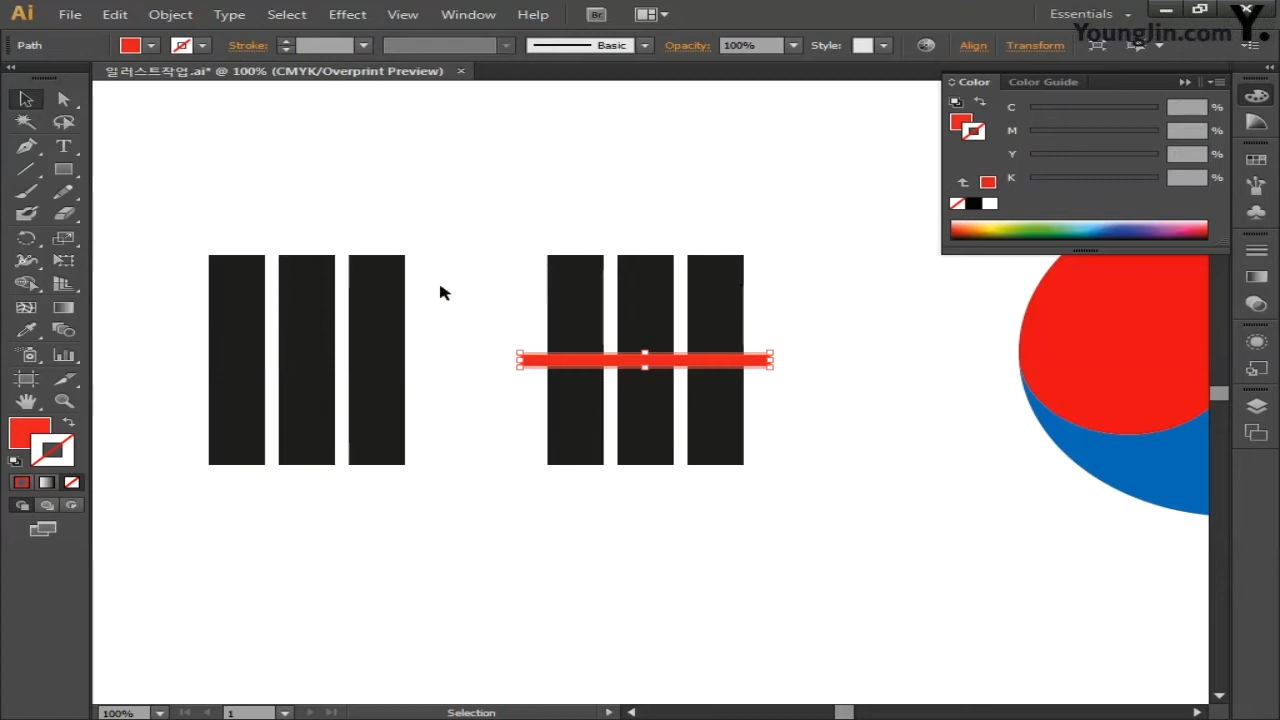 Ai File Edit Object Type Select Effect View Window Help Br Essentials
YoungJin.com Y.
Path Stroke: Basic Opacity: 100% Style: Align Transform
일러스트작업.ai* @ 100% (CMYK/Overprint Preview) ×
Color Color Guide
C %
M %
Y %
K %
T
100% 1 Selection